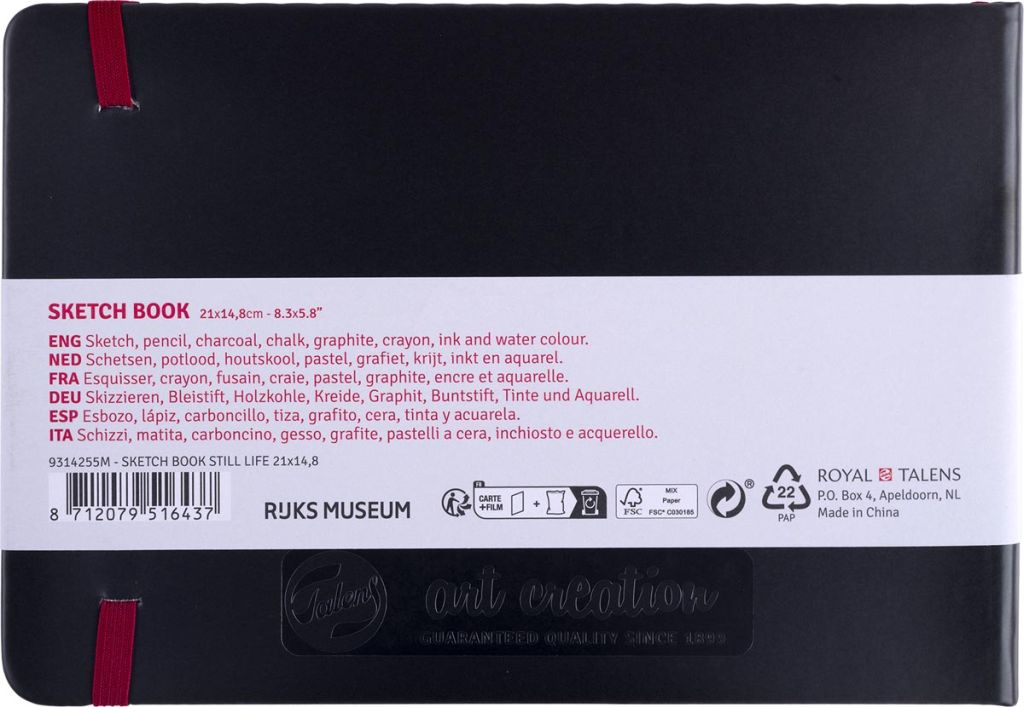 SKETCH BOOK 21x14,8cm - 8.3x5.8"
ENG Sketch, pencil, charcoal, chalk, graphite, crayon, ink and water colour.
NED Schetsen, potlood, houtskool, pastel, grafiet, krijt, inkt en aquarel.
FRA Esquisser, crayon, fusain, craie, pastel, graphite, encre et aquarelle.
DEU Skizzieren, Bleistift, Holzkohle, Kreide, Graphit, Buntstift, Tinte und Aquarell.
ESP Esbozo, lápiz, carboncillo, tiza, grafito, cera, tinta y acuarela.
ITA Schizzi, matita, carboncino, gesso, grafite, pastelli a cera, inchiosto e acquerello.
9314255M - SKETCH BOOK STILL LIFE 21x14,8
8 712079 516437
RIJKS MUSEUM
FR
CARTE
+FILM
+
FSC
MIX
Paper
FSC® C030185
®
22
PAP
ROYAL TALENS
P.O. Box 4, Apeldoorn, NL
Made in China
Talens art creation
GUARANTEED QUALITY SINCE 1899